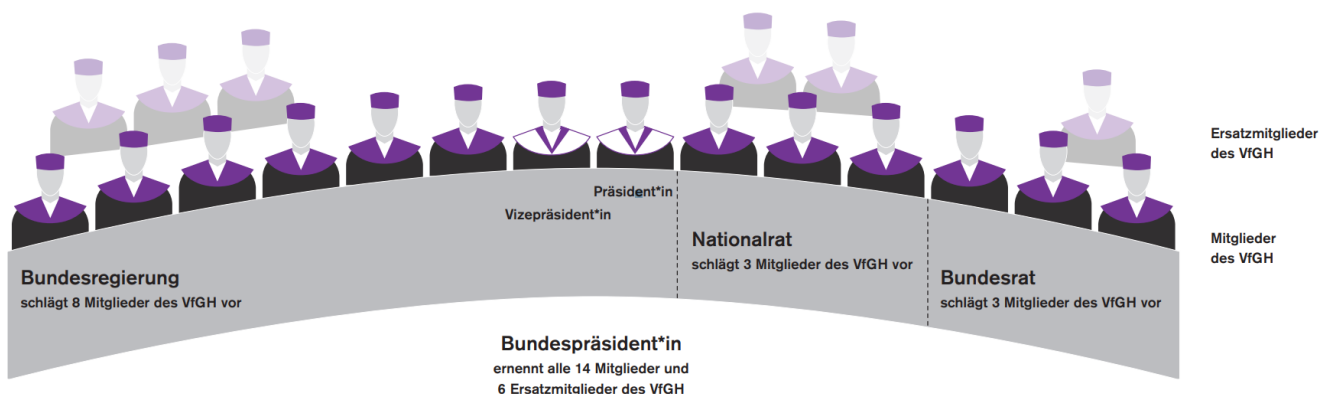 Ersatzmitglieder
des VfGH
Präsident*in
Vizepräsident*in
Mitglieder
des VfGH
Nationalrat
schlägt 3 Mitglieder des VfGH vor
Bundesregierung
schlägt 8 Mitglieder des VfGH vor
Bundesrat
schlägt 3 Mitglieder des VfGH vor
Bundespräsident*in
ernennt alle 14 Mitglieder und
6 Ersatzmitglieder des VfGH